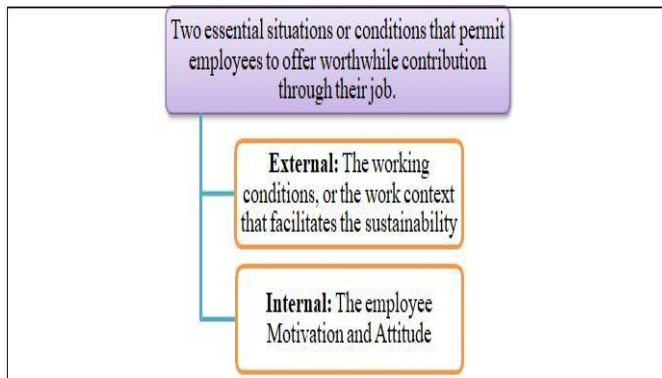 Two essential situations or conditions that permit
employees to offer worthwhile contribution
through their job.
External: The working
conditions, or the work context
that facilitates the sustainability
Internal: The employee
Motivation and Attitude